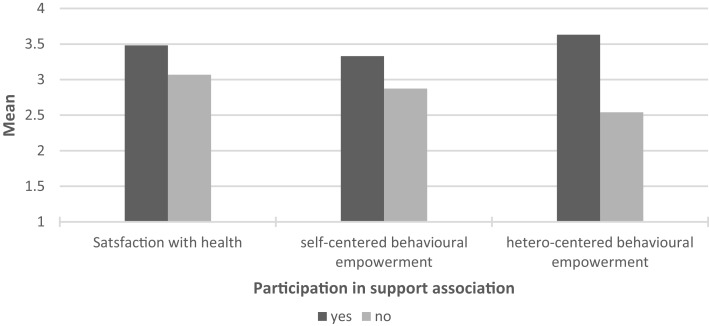 4
3.5
3
2.5
2
1.5
1
Mean
Satsfaction with health
self-centered behavioural
empowerment
hetero-centered behavioural
empowerment
Participation in support association
yes no